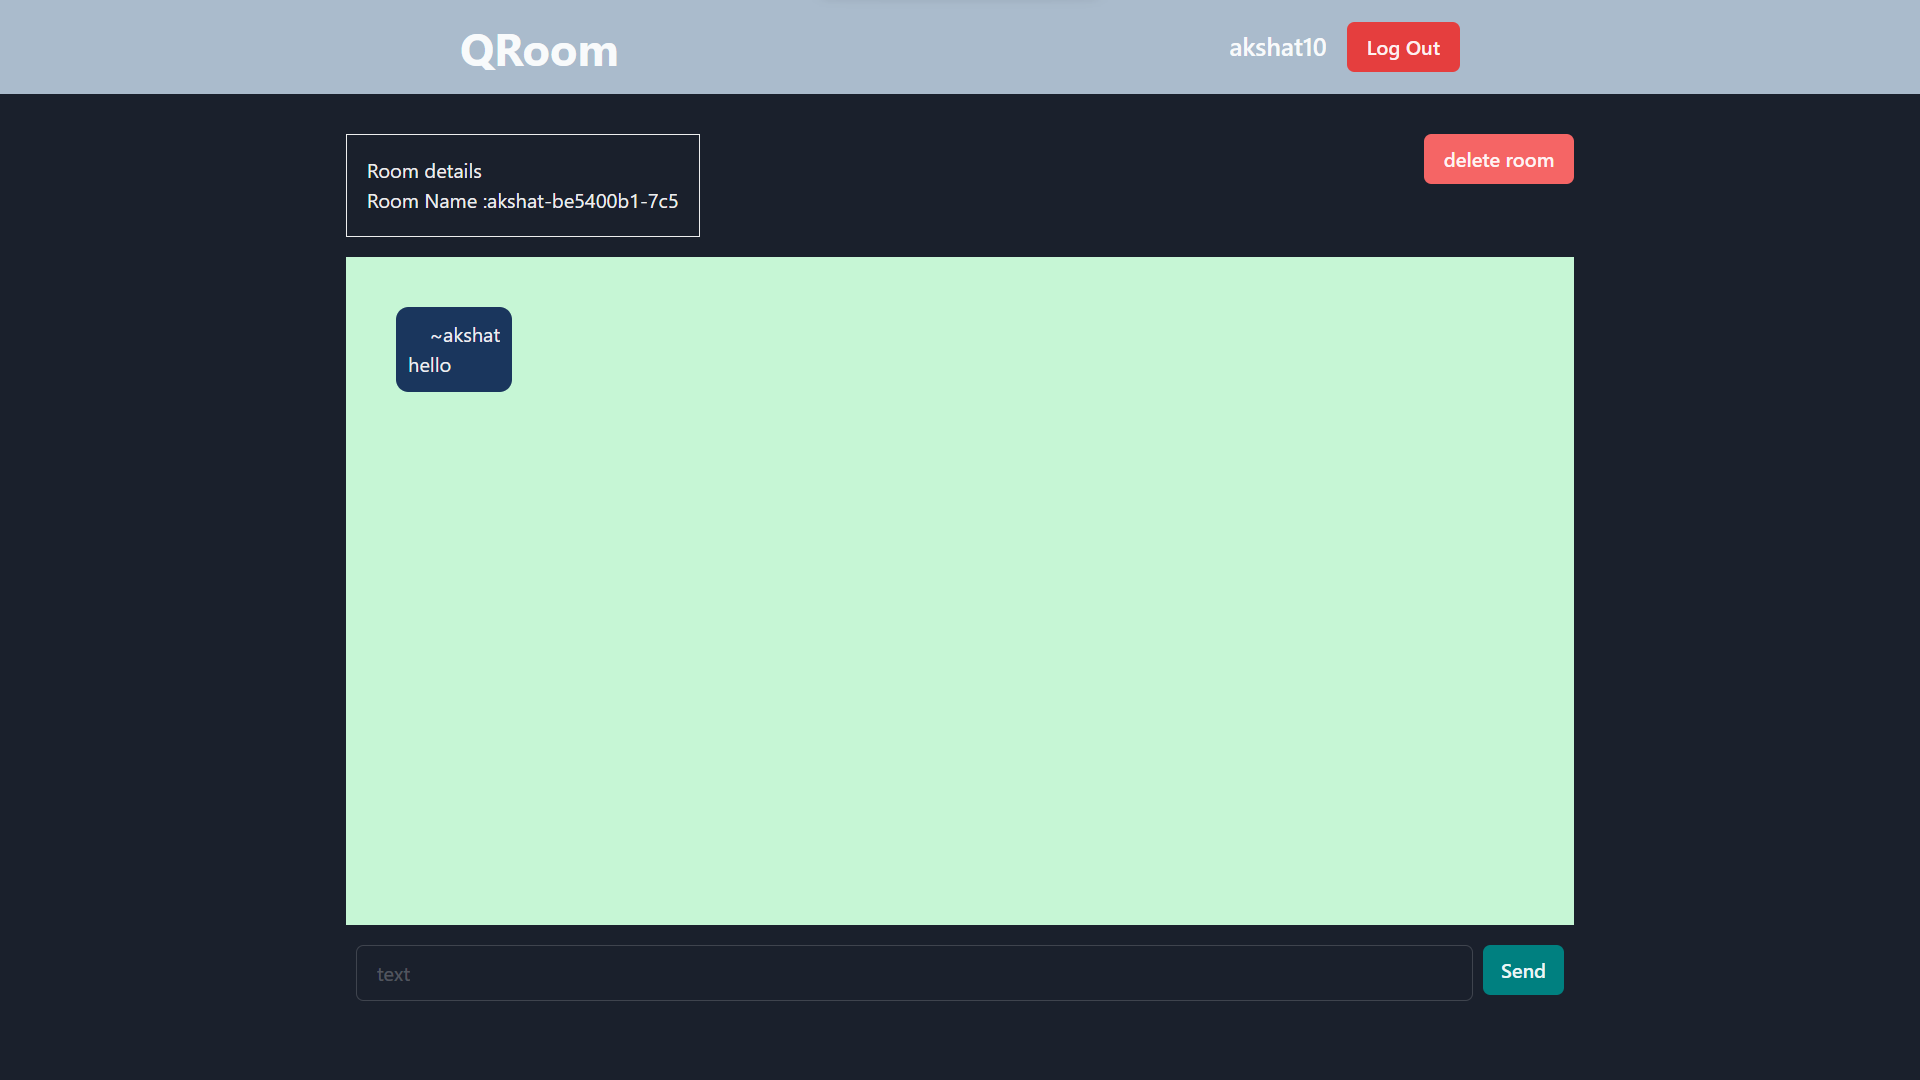 QRoom
akshat10
Log Out
Room details
Room Name :akshat-be5400b1-7c5
delete room
~akshat
hello
text
Send